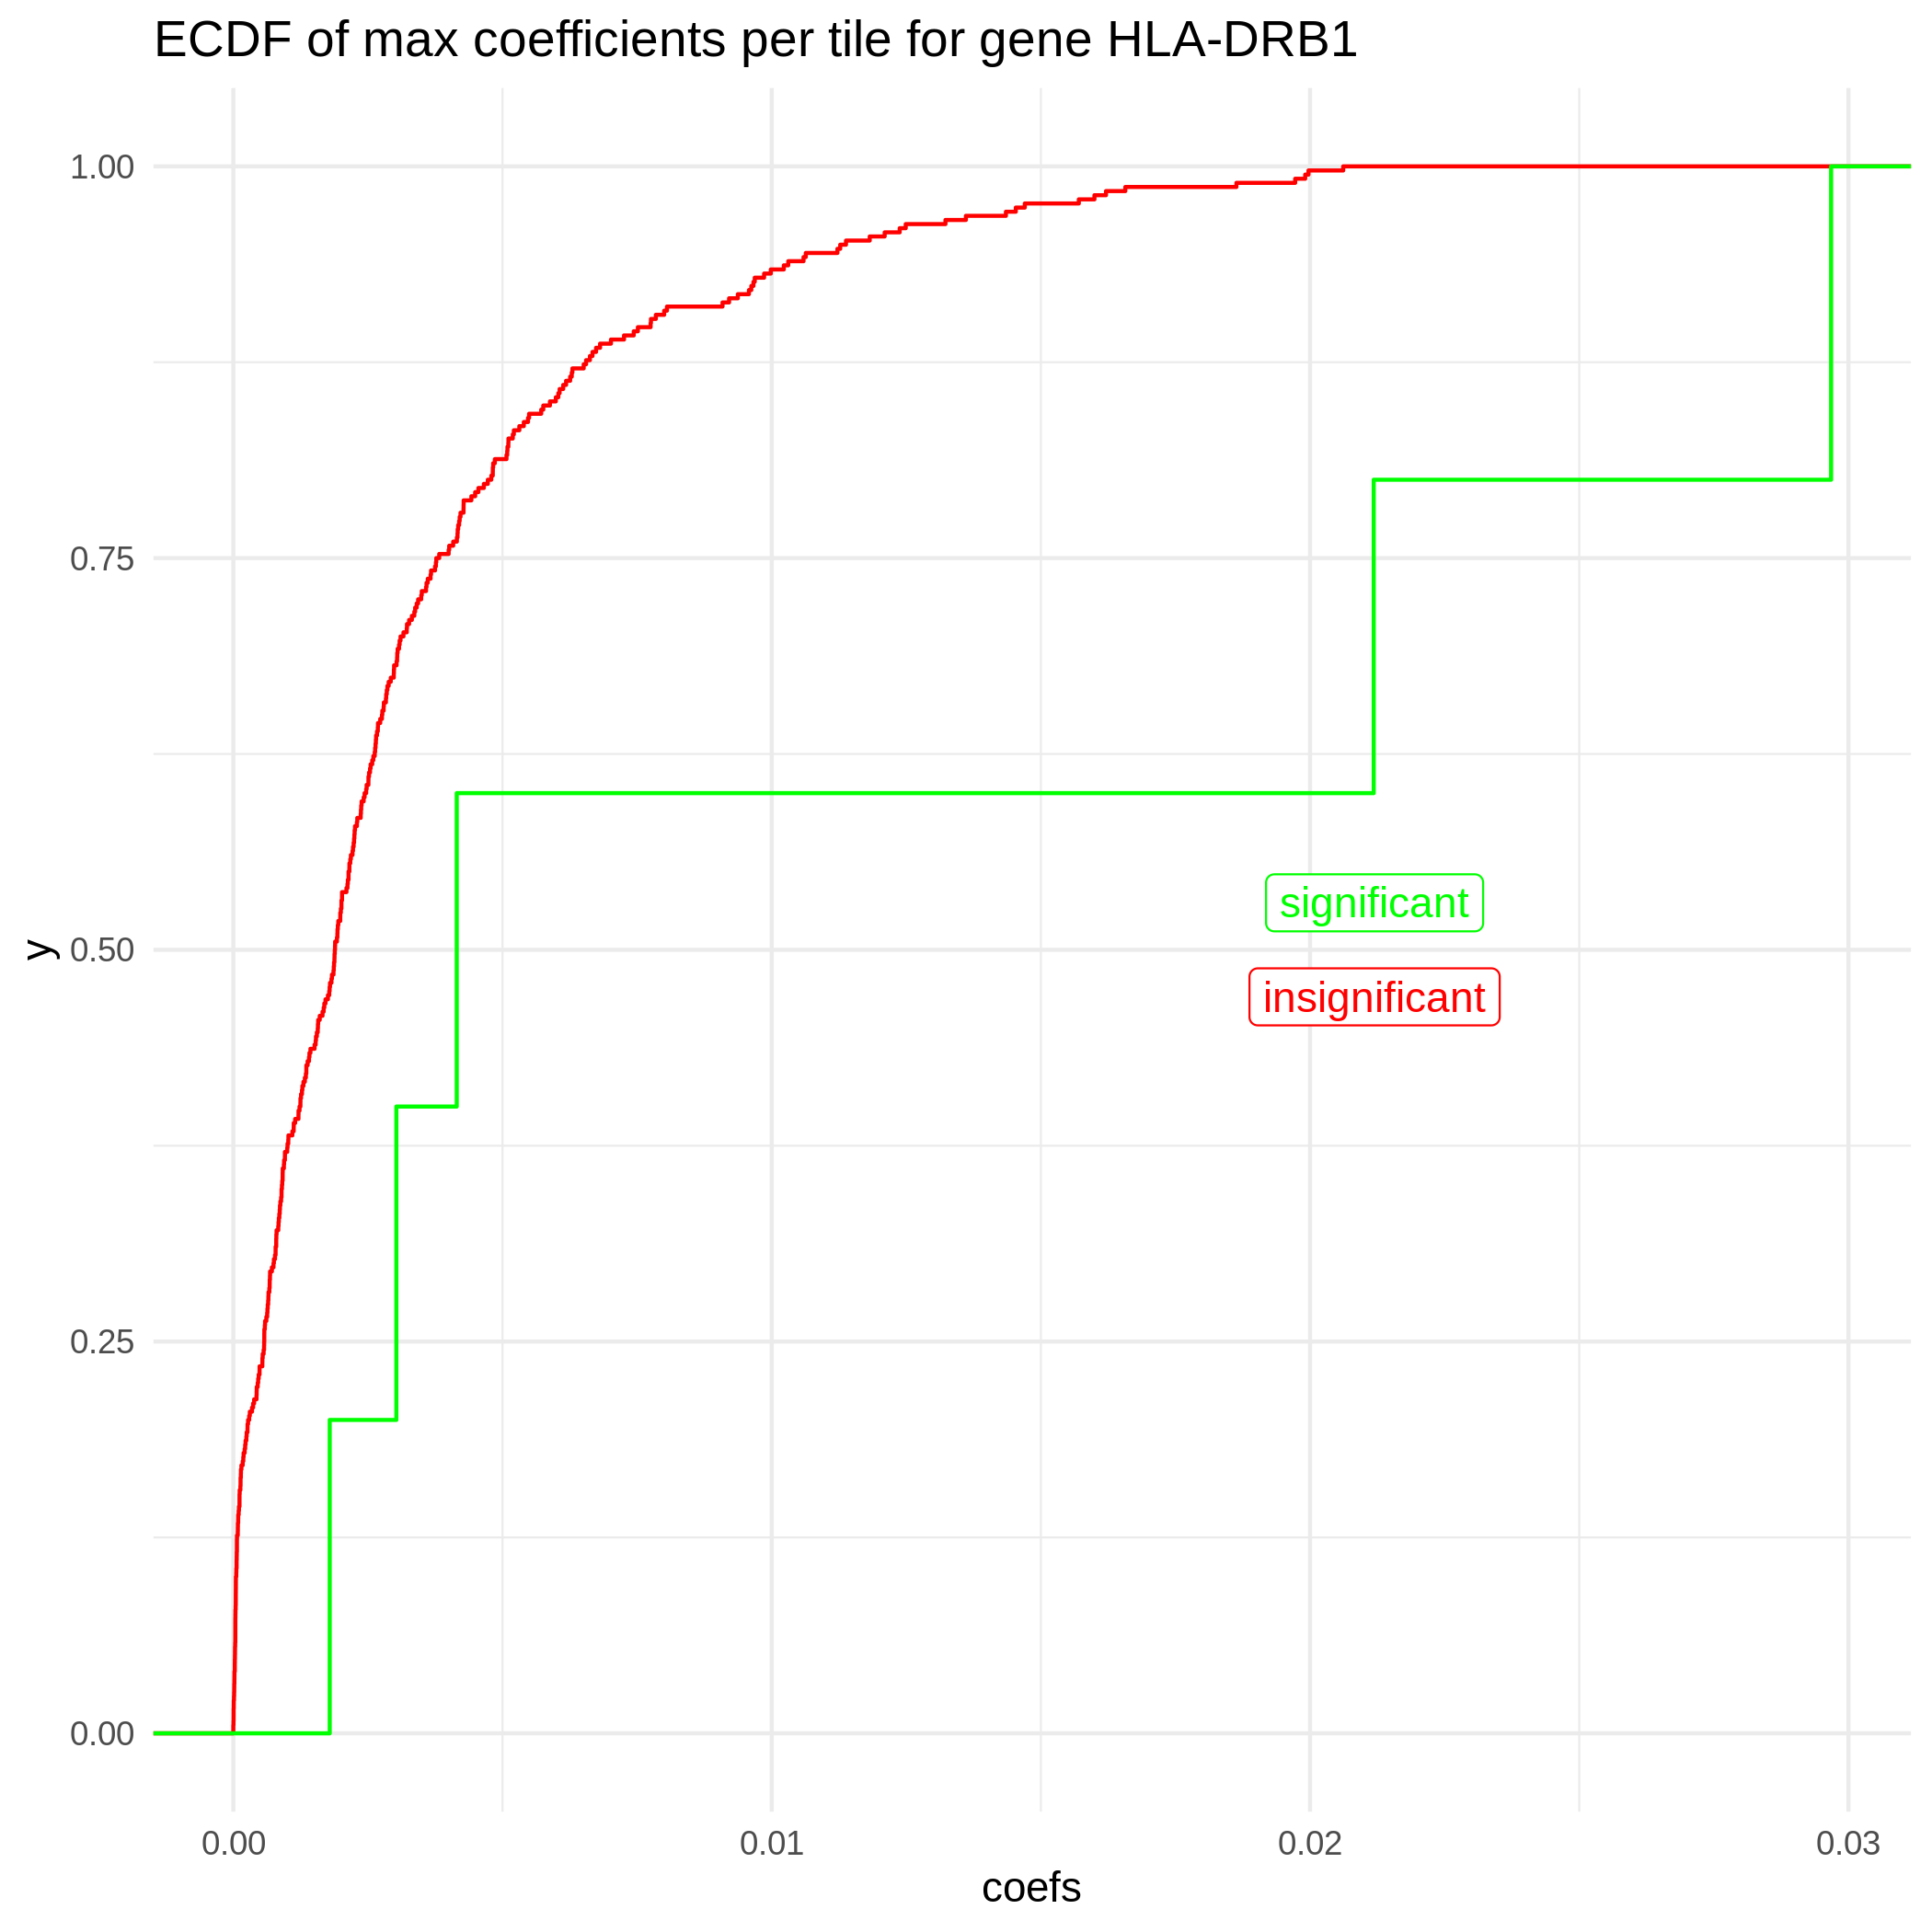 ECDF of max coefficients per tile for gene HLA-DRB1
1.00
0.75
0.50
0.25
0.00
y
significant
insignificant
0.00
0.01
0.02
0.03
coefs